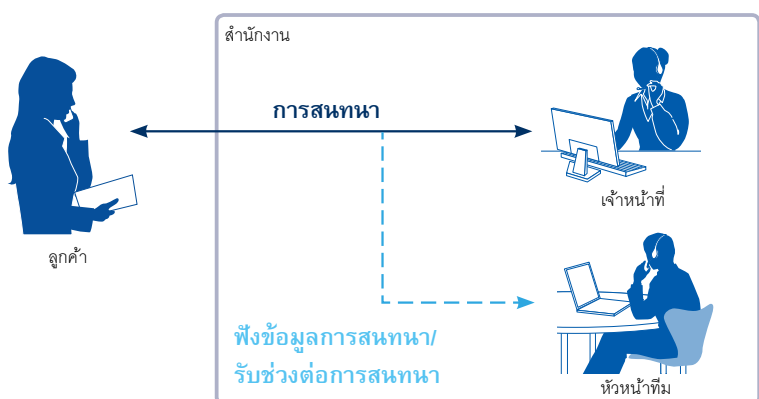 สำนักงาน
การสนทนา
เจ้าหน้าที่
ลูกค้า
ฟังข้อมูลการสนทนา/
รับช่วงต่อการสนทนา
หัวหน้าทีม